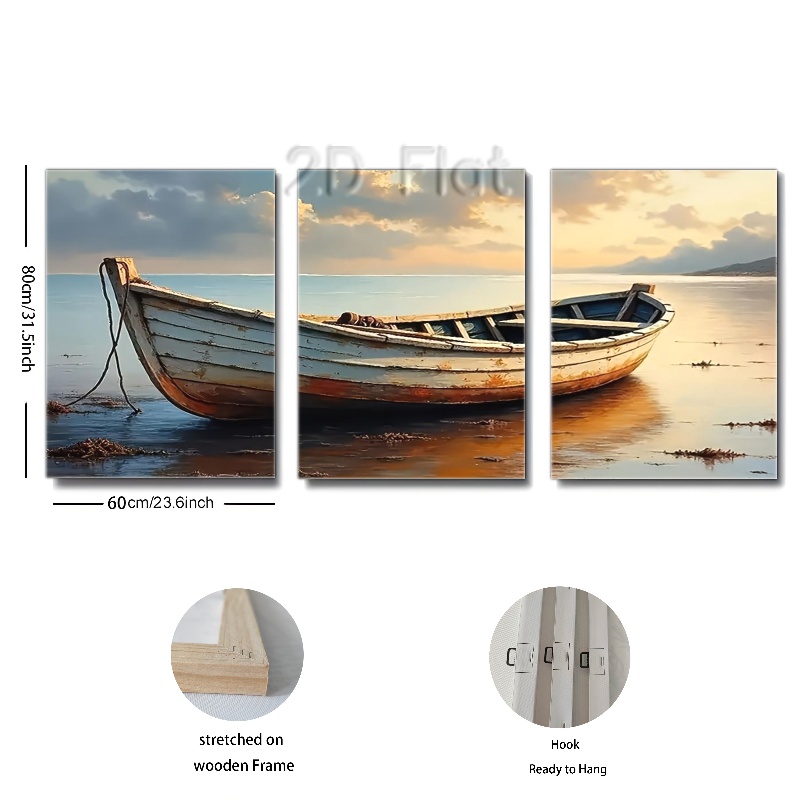 2D Flat
80cm/31.5inch
60cm/23.6inch
stretched on
wooden Frame
Hook
Ready to Hang